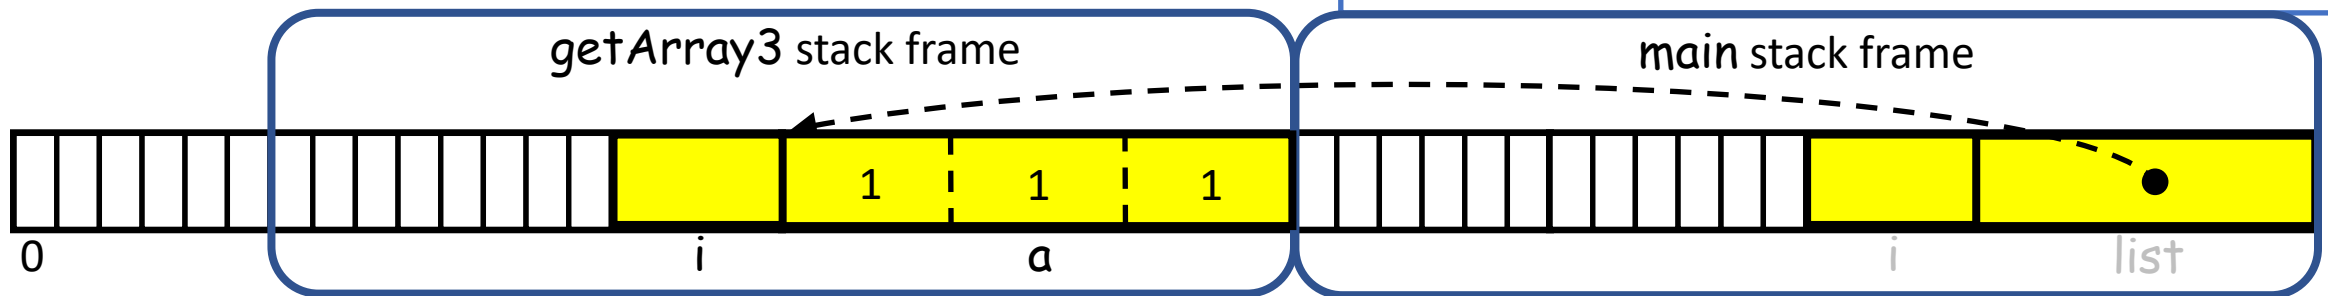 getArray3 stack frame
main stack frame
1 1 1
0
i
a
i
list